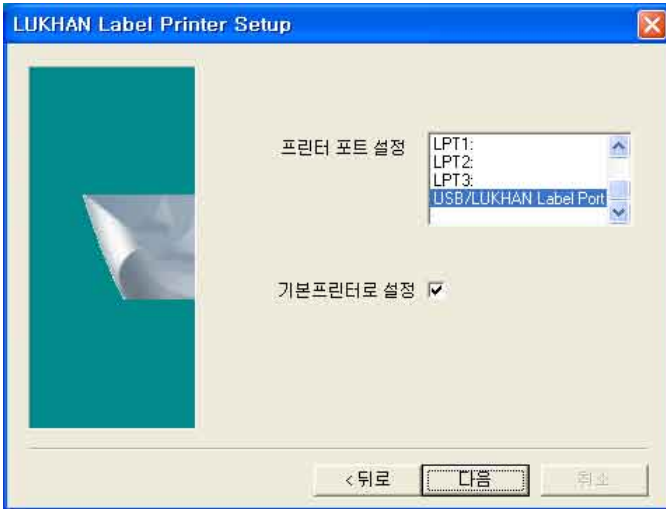 LUKHAN Label Printer Setup
프린터 포트 설정
LPT1:
LPT2:
LPT3:
USB/LUKHAN Label Port
기본프린터로 설정
<뒤로
다음
취소